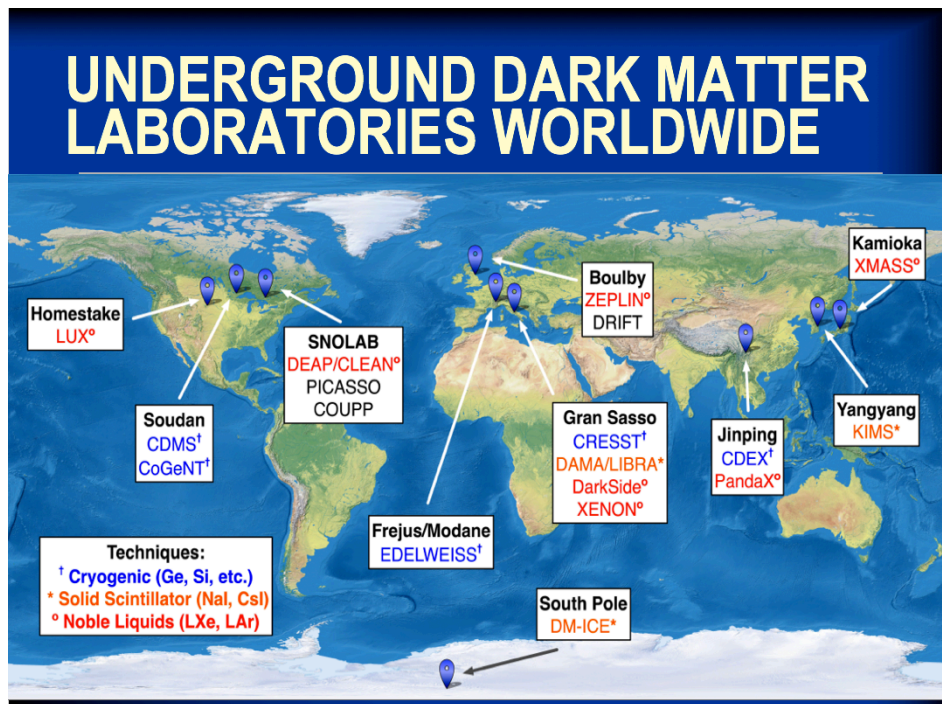 UNDERGROUND DARK MATTER
LABORATORIES WORLDWIDE
Homestake
LUXº
Soudan
CDMS†
CoGeNT†
SNOLAB
DEAP/CLEANº
PICASSO
COUPP
Boulby
ZEPLINº
DRIFT
Kamioka
XMASSº
Frejus/Modane
EDELWEISS†
Gran Sasso
CRESST†
DAMA/LIBRA*
DarkSideº
XENONº
Jinping
CDEX†
PandaXº
Yangyang
KIMS*
Techniques:
† Cryogenic (Ge, Si, etc.)
* Solid Scintillator (NaI, CsI)
º Noble Liquids (LXe, LAr)
South Pole
DM-ICE*